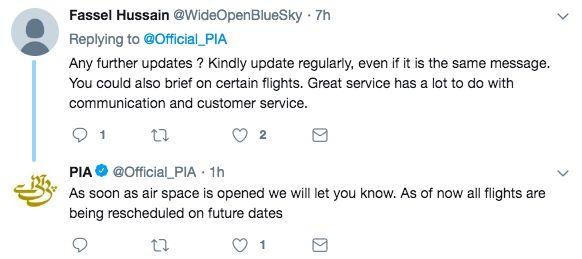 Fassel Hussain @WideOpenBlueSky · 7h
Replying to @Official_PIA
Any further updates ? Kindly update regularly, even if it is the same message.
You could also brief on certain flights. Great service has a lot to do with
communication and customer service.
1 2
PIA @Official_PIA · 1h
As soon as air space is opened we will let you know. As of now all flights are
being rescheduled on future dates
1